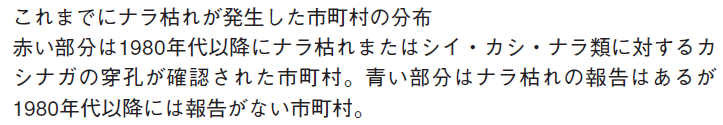 これまでにナラ枯れが発生した市町村の分布
赤い部分は1980年代以降にナラ枯れまたはシイ・カシ・ナラ類に対するカ
シナガの穿孔が確認された市町村。青い部分はナラ枯れの報告はあるが
1980年代以降には報告がない市町村。